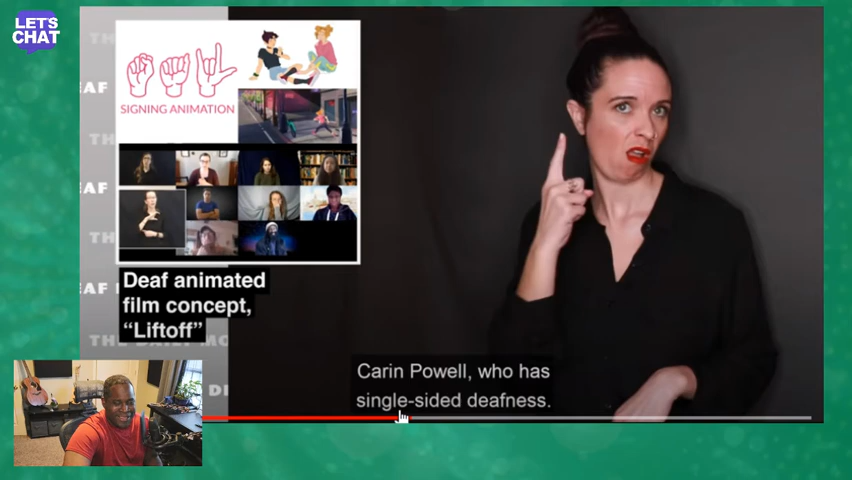 LETS
CHAT
SIGNING ANIMATION
Deaf animated
film concept,
“Liftoff”
Carin Powell, who has
single-sided deafness.